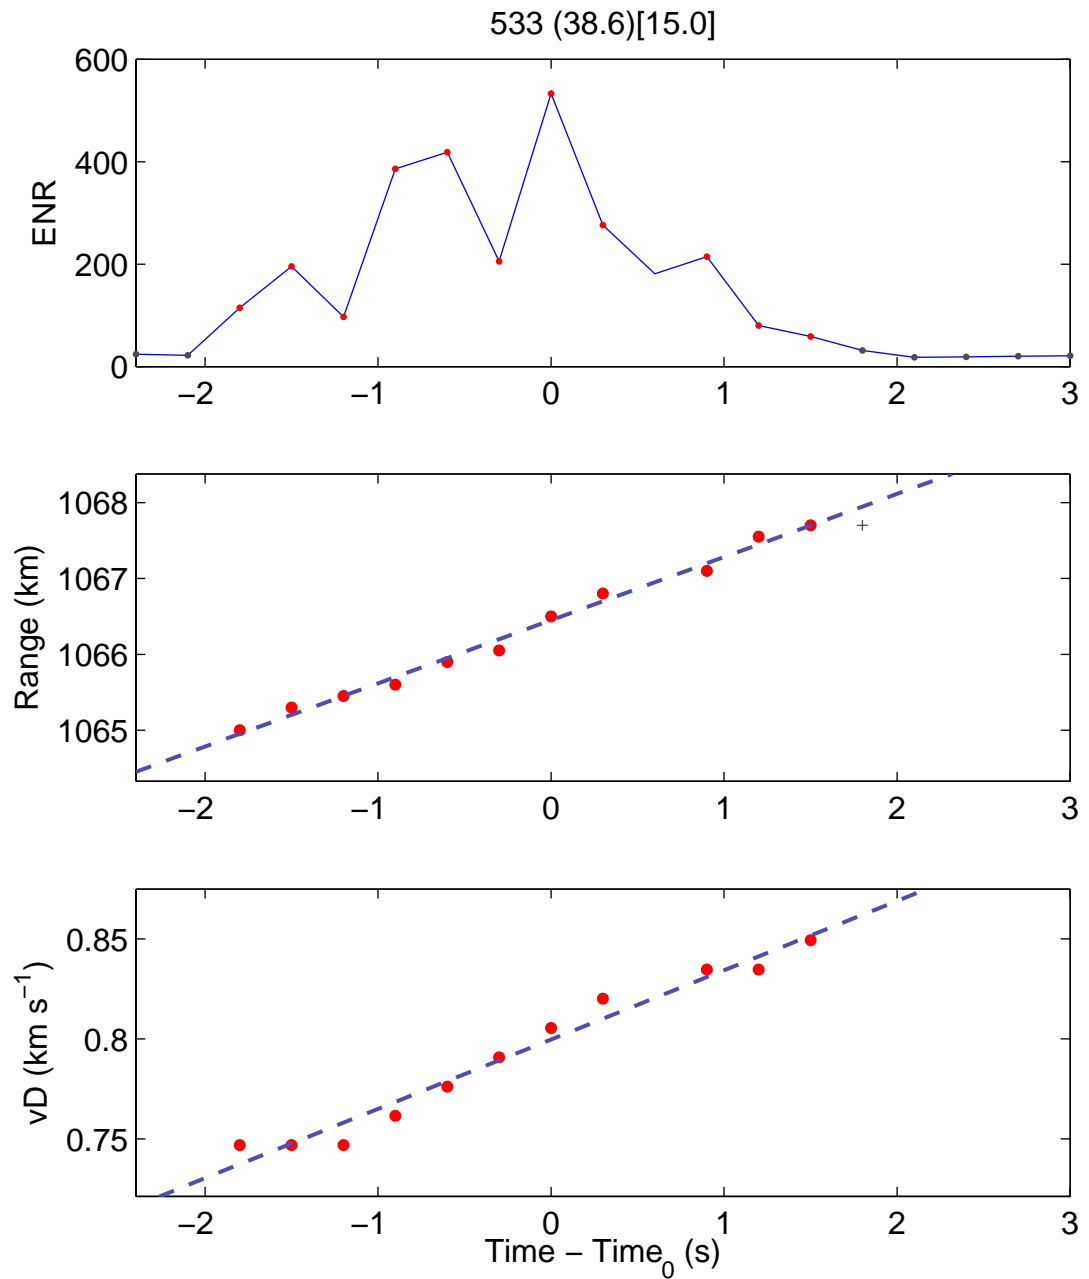 533 (38.6)[15.0]
600
400
200
0
ENR
−2 −1 0 1 2 3
1068
1067
1066
1065
Range (km)
−2 −1 0 1 2 3
0.85
0.8
0.75
vD (km s⁻¹)
−2 −1 0 1 2 3
Time − Time₀ (s)